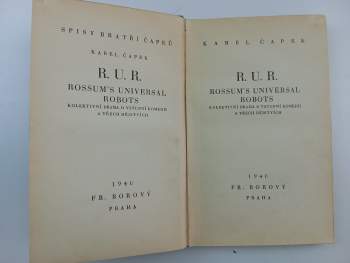 SPISY BRATŘÍ ČAPKŮ
KAREL ČAPEK
R. U. R.
ROSSUM'S UNIVERSAL
ROBOTS
KOLEKTIVNÍ DRAMA O VSTUPNÍ KOMEDII
A TŘECH DĚJSTVÍCH
1940
FR. BOROVÝ
PRAHA
KAREL ČAPEK
R. U. R.
ROSSUM'S UNIVERSAL
ROBOTS
KOLEKTIVNÍ DRAMA O VSTUPNÍ KOMEDII
A TŘECH DĚJSTVÍCH
1940
FR. BOROVÝ
PRAHA